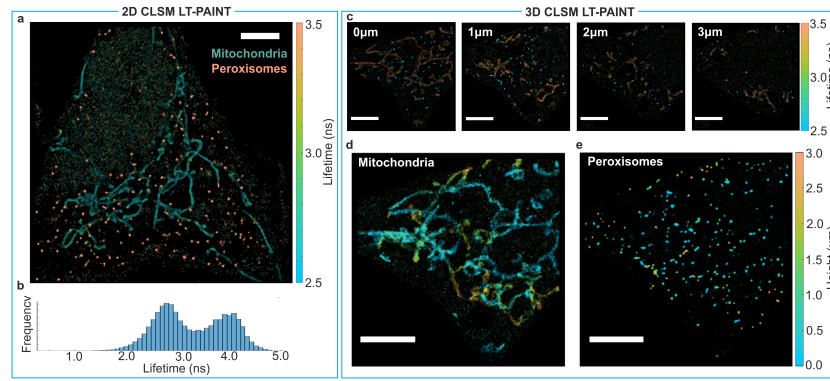 2D CLSM LT-PAINT
a
Mitochondria
Peroxisomes
3.5
3.0
2.5
Lifetime (ns)
b
Frequency
1.0 2.0 3.0 4.0 5.0
Lifetime (ns)
3D CLSM LT-PAINT
c
0μm
1μm
2μm
3μm
3.5
3.0
2.5
Lifetime (ns)
d
Mitochondria
e
Peroxisomes
3.0
2.5
2.0
1.5
1.0
0.5
0.0